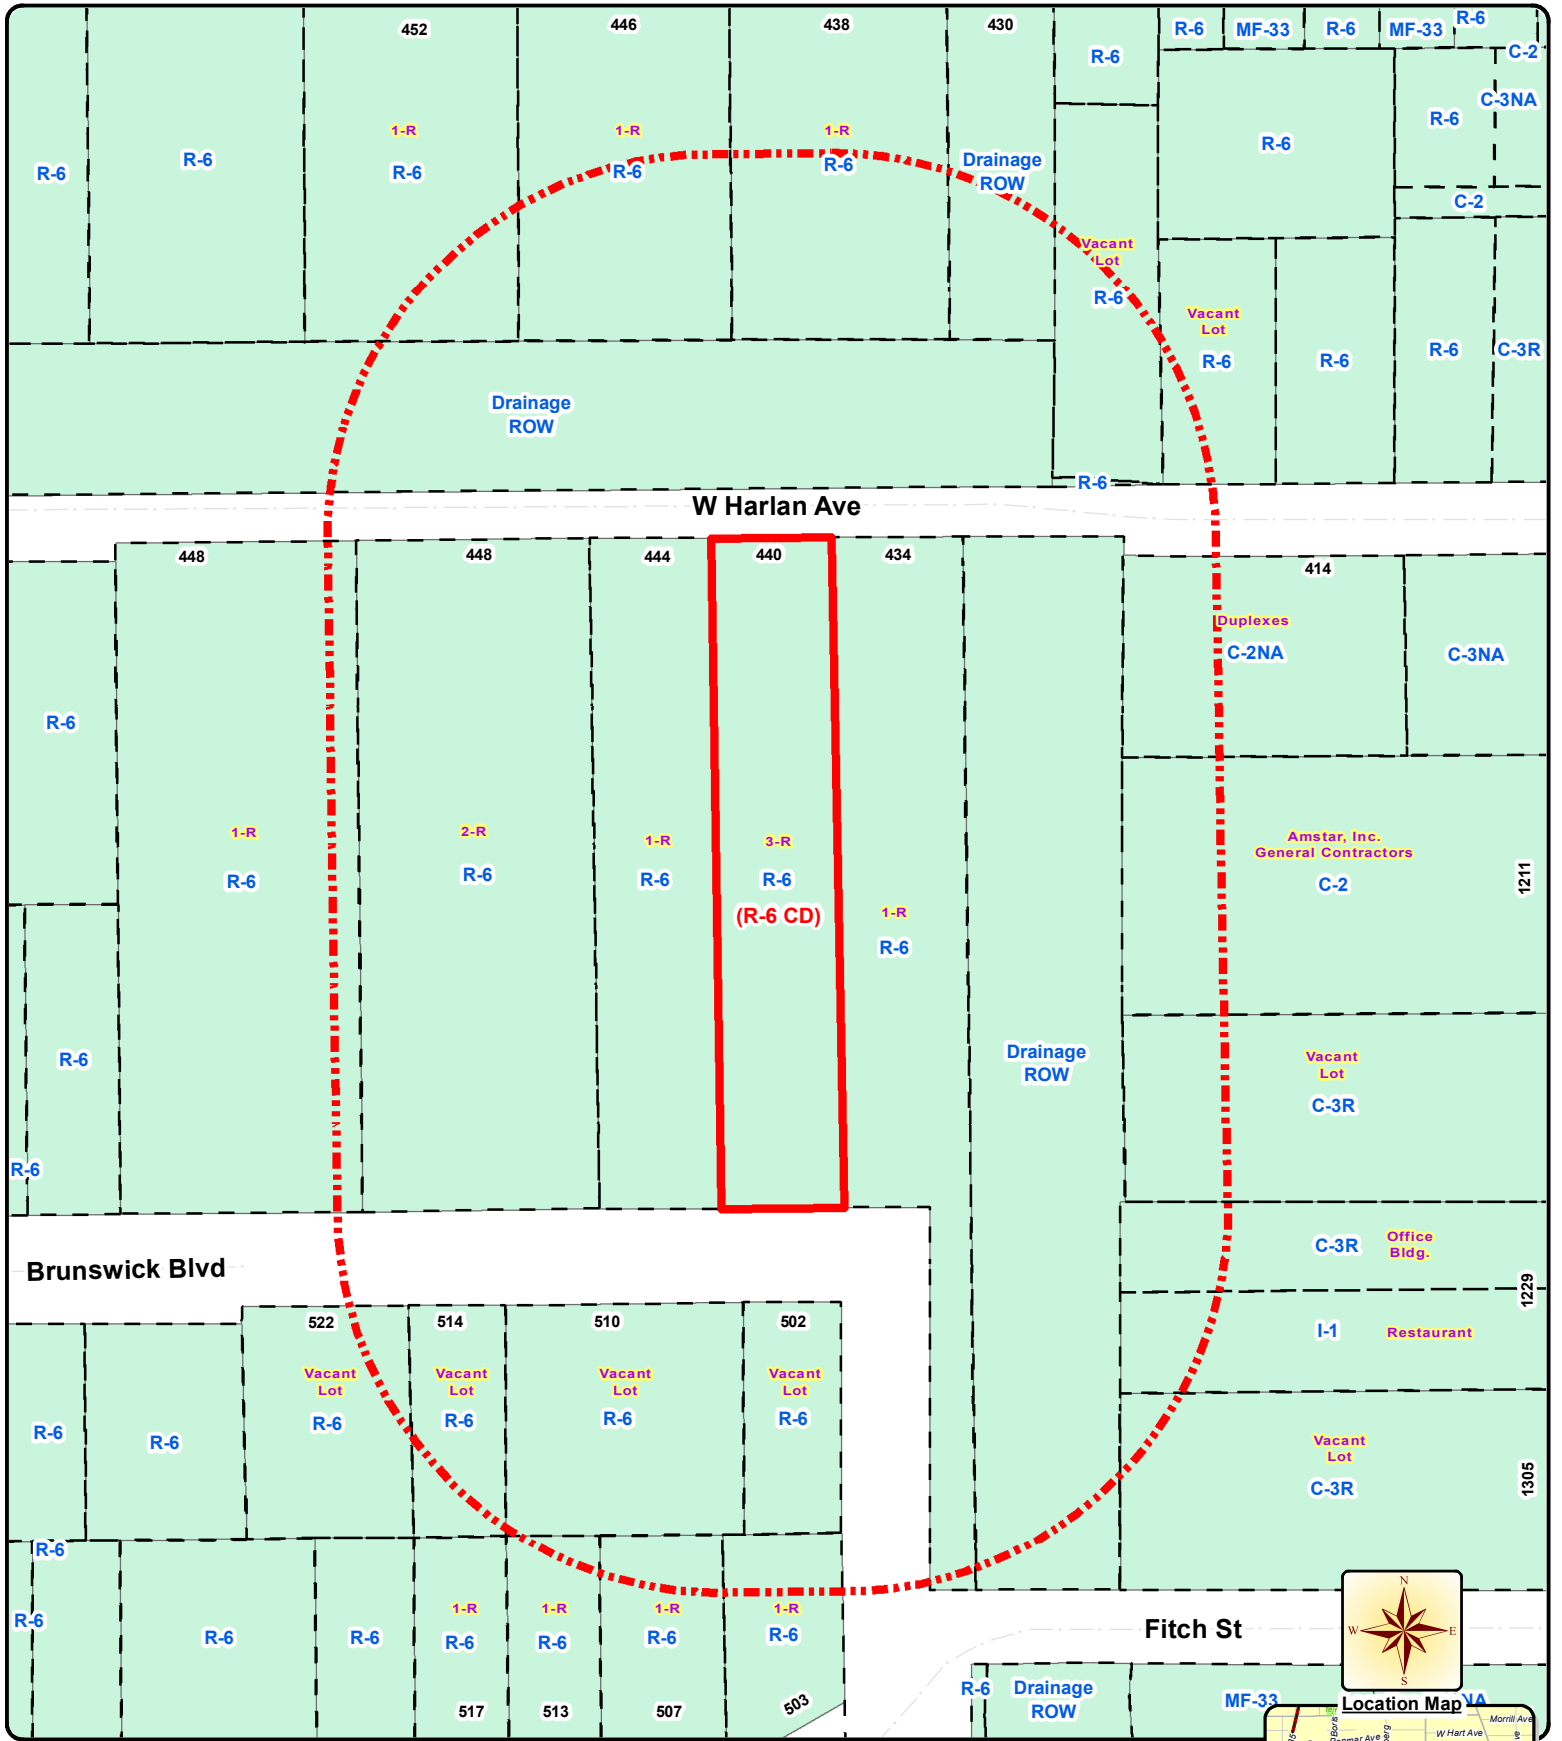 452
446
438
430
R-6
MF-33
R-6
MF-33
R-6
R-6
C-2
C-3NA
R-6
1-R
1-R
1-R
R-6
R-6
R-6
R-6
R-6
R-6
Drainage
ROW
R-6
C-2
Vacant
Lot
R-6
Vacant
Lot
R-6
R-6
R-6
C-3R
Drainage
ROW
R-6
W Harlan Ave
448
448
444
440
434
414
Duplexes
C-2NA
C-3NA
R-6
1-R
R-6
2-R
R-6
1-R
R-6
3-R
R-6
(R-6 CD)
1-R
R-6
Amstar, Inc.
General Contractors
C-2
1211
R-6
Drainage
ROW
Vacant
Lot
C-3R
R-6
C-3R
Office
Bldg.
Brunswick Blvd
1229
522
514
510
502
I-1
Restaurant
Vacant
Lot
R-6
Vacant
Lot
R-6
Vacant
Lot
R-6
Vacant
Lot
R-6
R-6
R-6
Vacant
Lot
C-3R
1305
R-6
R-6
R-6
R-6
1-R
R-6
1-R
R-6
1-R
R-6
1-R
R-6
Fitch St
N
W
E
S
517
513
507
503
R-6
Drainage
ROW
MF-33
NA
Location Map
Morrill Ave
W Hart Ave